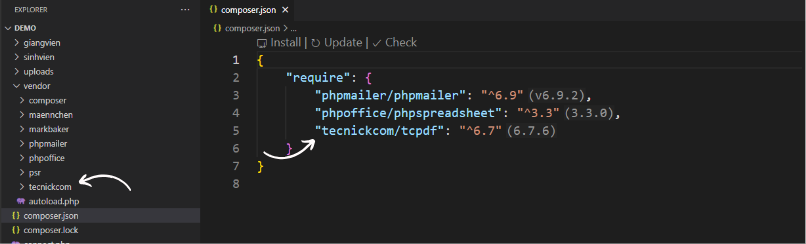 EXPLORER
DEMO
giangvien
sinhvien
uploads
vendor
composer
maennchen
markbaker
phpmailer
phpoffice
psr
tecnickcom
autoload.php
composer.json
composer.lock
composer.json
composer.json > ...
Install | Update | Check
1 {
2 "require": {
3 "phpmailer/phpmailer": "^6.9" (v6.9.2),
4 "phpoffice/phpspreadsheet": "^3.3" (3.3.0),
5 "tecnickcom/tcpdf": "^6.7" (6.7.6)
6 }
7 }
8